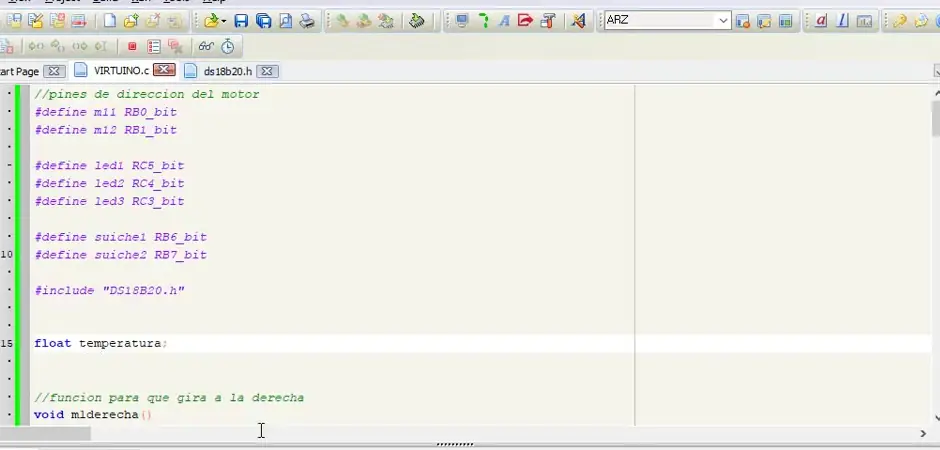 ARZ
art Page VIRTUINO.c ds18b20.h
//pines de direccion del motor
#define m11 RB0_bit
#define m12 RB1_bit
#define led1 RC5_bit
#define led2 RC4_bit
#define led3 RC3_bit
#define suiche1 RB6_bit
10 #define suiche2 RB7_bit
#include "DS18B20.h"
15 float temperatura;
//funcion para que gira a la derecha
void m1derecha()